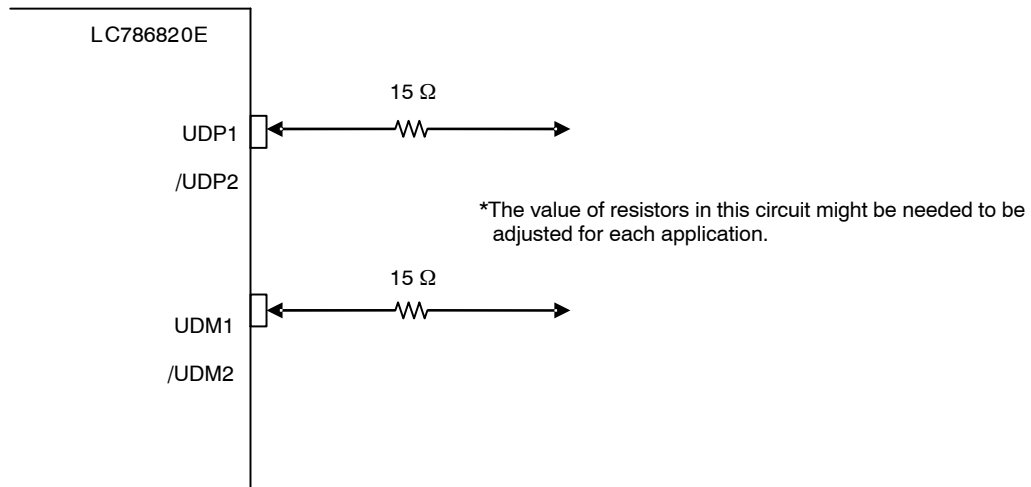 LC786820E
15 Ω
UDP1
/UDP2
*The value of resistors in this circuit might be needed to be
adjusted for each application.
15 Ω
UDM1
/UDM2